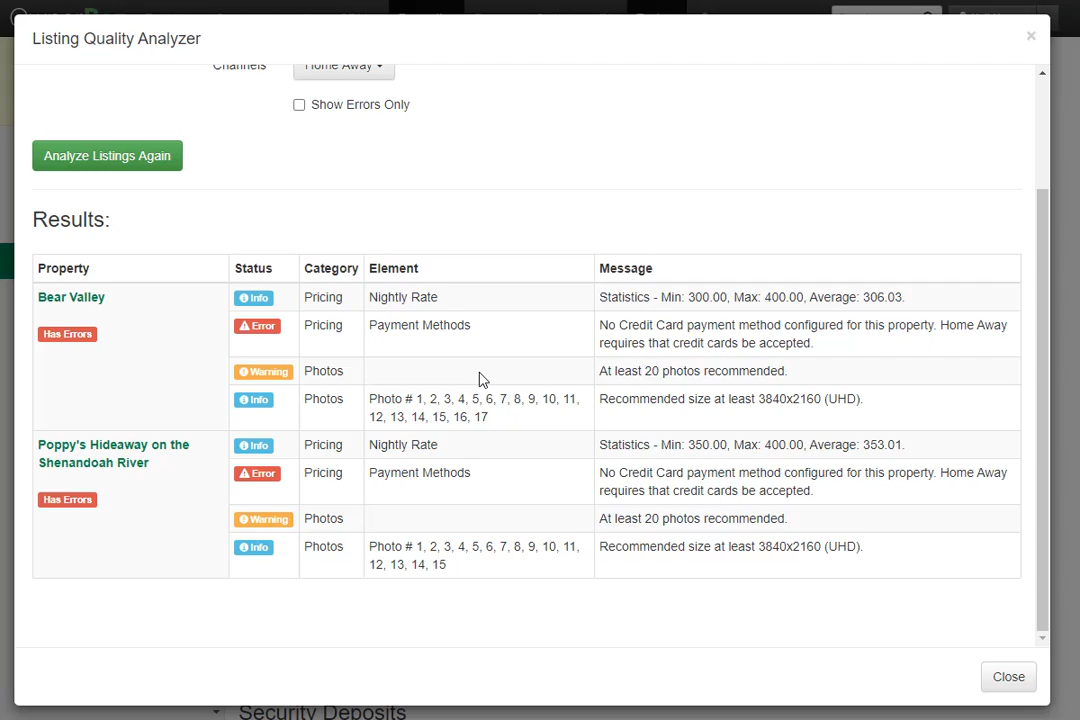 Listing Quality Analyzer
×
Channels Home Away
Show Errors Only
Analyze Listings Again
Results:
Property Status Category Element Message
Bear Valley Info Pricing Nightly Rate Statistics - Min: 300.00, Max: 400.00, Average: 306.03.
Has Errors Error Pricing Payment Methods No Credit Card payment method configured for this property. Home Away
requires that credit cards be accepted.
Warning Photos At least 20 photos recommended.
Info Photos Photo # 1, 2, 3, 4, 5, 6, 7, 8, 9, 10, 11, Recommended size at least 3840x2160 (UHD).
12, 13, 14, 15, 16, 17
Poppy's Hideaway on the Info Pricing Nightly Rate Statistics - Min: 350.00, Max: 400.00, Average: 353.01.
Shenandoah River Error Pricing Payment Methods No Credit Card payment method configured for this property. Home Away
requires that credit cards be accepted.
Has Errors
Warning Photos At least 20 photos recommended.
Info Photos Photo # 1, 2, 3, 4, 5, 6, 7, 8, 9, 10, 11, Recommended size at least 3840x2160 (UHD).
12, 13, 14, 15
Close
Security Deposits